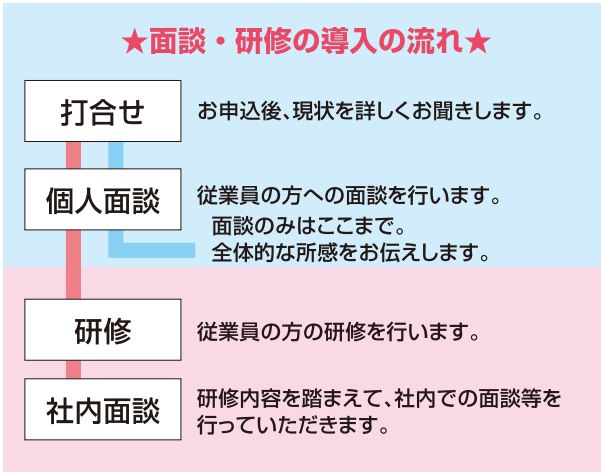 ★面談・研修の導入の流れ★
打合せ
お申込後、現状を詳しくお聞きします。
個人面談
従業員の方への面談を行います。
面談のみはここまで。
全体的な所感をお伝えします。
研修
従業員の方の研修を行います。
社内面談
研修内容を踏まえて、社内での面談等を
行っていただきます。